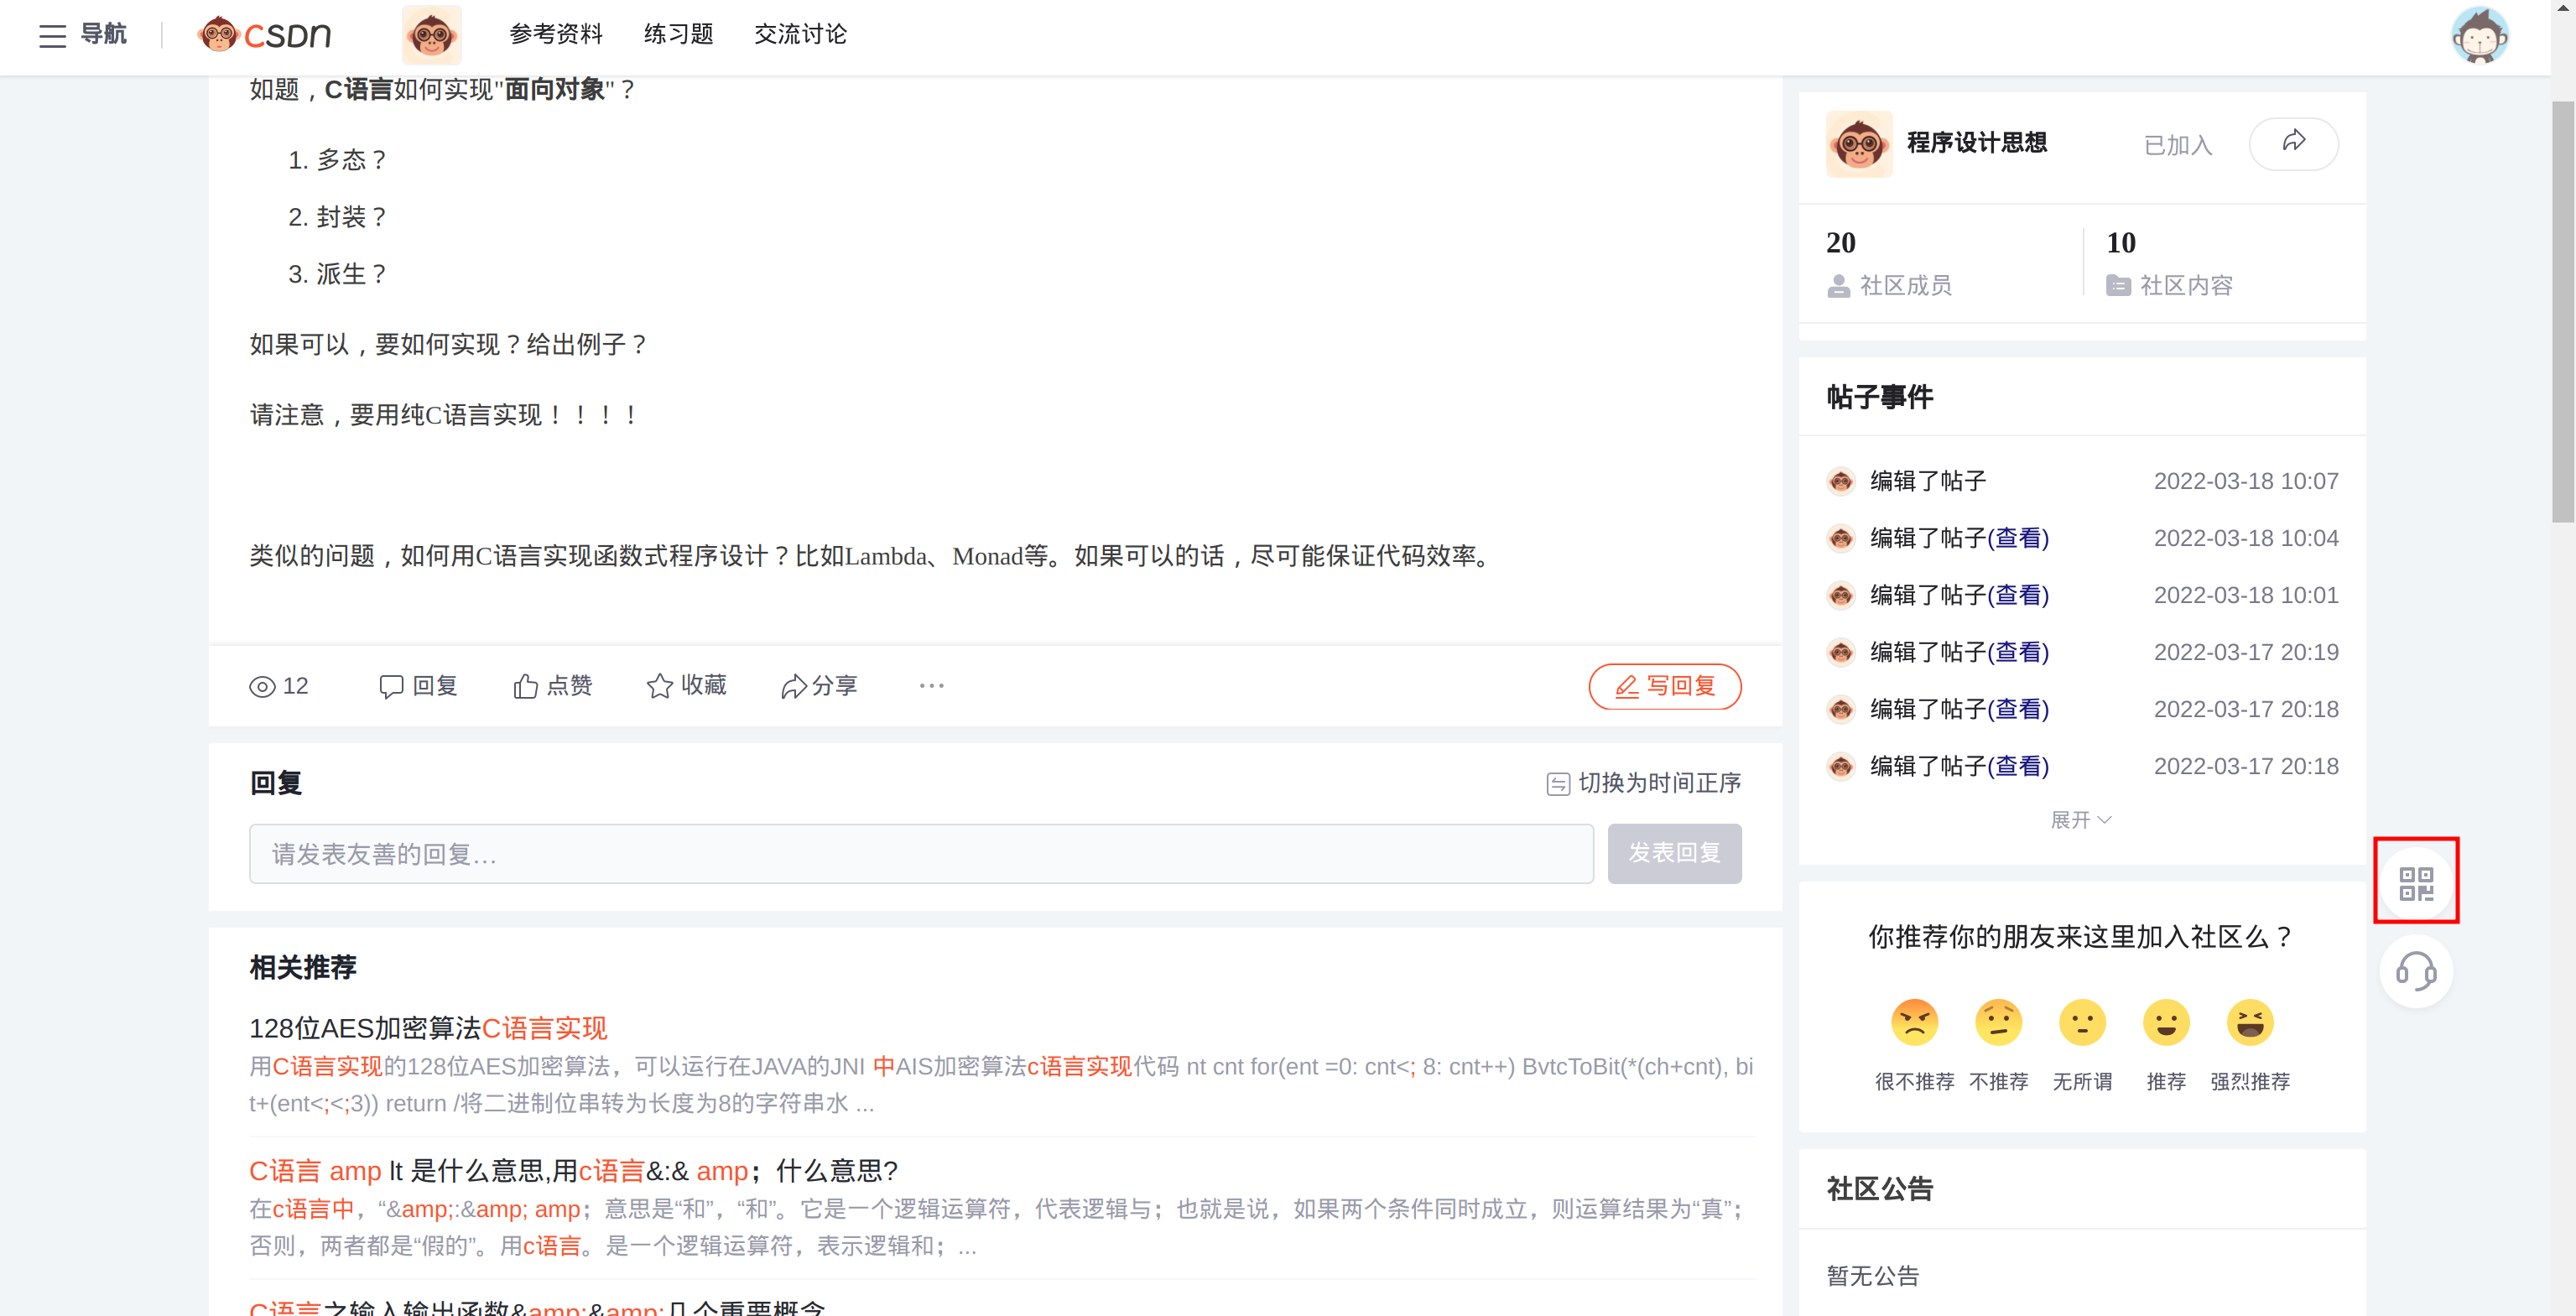 导航
CSDN
参考资料 练习题 交流讨论
如题，C语言如何实现"面向对象"？
1. 多态？
2. 封装？
3. 派生？
如果可以，要如何实现？给出例子？
请注意，要用纯C语言实现！！！！
类似的问题，如何用C语言实现函数式程序设计？比如Lambda、Monad等。如果可以的话，尽可能保证代码效率。
12 回复 点赞 收藏 分享 ··· 写回复
回复 切换为时间正序
请发表友善的回复… 发表回复
相关推荐
128位AES加密算法C语言实现
用C语言实现的128位AES加密算法，可以运行在JAVA的JNI 中AIS加密算法c语言实现代码 nt cnt for(ent =0: cnt<; 8: cnt++) BvtcToBit(*(ch+cnt), bi
t+(ent<;<;3)) return /将二进制位串转为长度为8的字符串水 ...
C语言 amp lt 是什么意思,用c语言&:& amp；什么意思?
在c语言中，“&amp;:&amp; amp；意思是“和”，“和”。它是一个逻辑运算符，代表逻辑与；也就是说，如果两个条件同时成立，则运算结果为“真”；
否则，两者都是“假的”。用c语言。是一个逻辑运算符，表示逻辑和；...
C语言之输入输出函数&amp;&amp;几个重要概念
程序设计思想 已加入
20 10
社区成员 社区内容
帖子事件
编辑了帖子 2022-03-18 10:07
编辑了帖子(查看) 2022-03-18 10:04
编辑了帖子(查看) 2022-03-18 10:01
编辑了帖子(查看) 2022-03-17 20:19
编辑了帖子(查看) 2022-03-17 20:18
编辑了帖子(查看) 2022-03-17 20:18
展开
你推荐你的朋友来这里加入社区么？
很不推荐 不推荐 无所谓 推荐 强烈推荐
社区公告
暂无公告